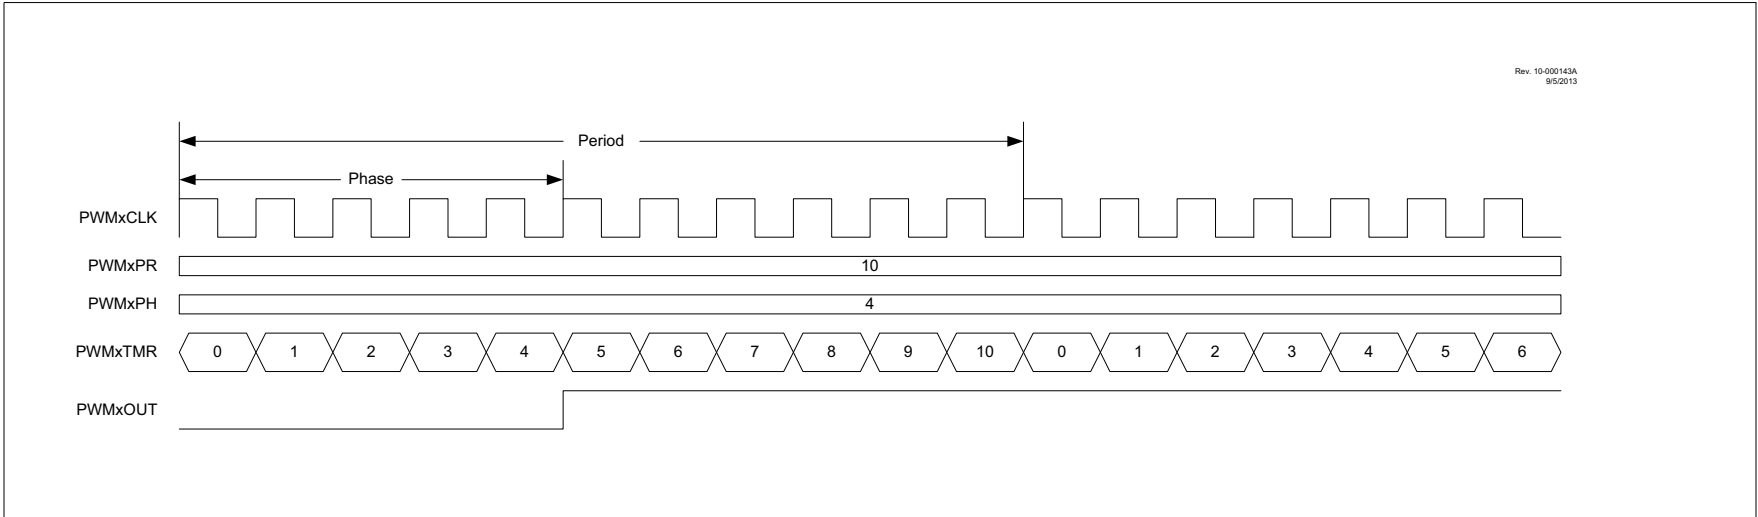 Rev. 10-000143A
9/5/2013
Period
Phase
PWMxCLK
PWMxPR 10
PWMxPH 4
PWMxTMR 0 1 2 3 4 5 6 7 8 9 10 0 1 2 3 4 5 6
PWMxOUT